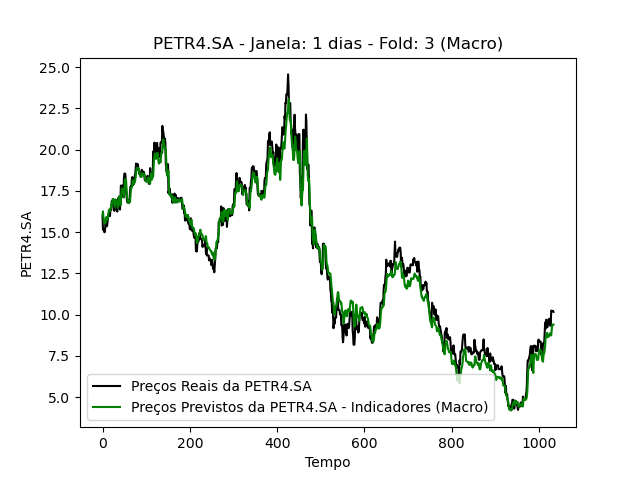 PETR4.SA - Janela: 1 dias - Fold: 3 (Macro)
25.0
22.5
20.0
17.5
15.0
12.5
10.0
7.5
5.0
PETR4.SA
Preços Reais da PETR4.SA
Preços Previstos da PETR4.SA - Indicadores (Macro)
0 200 400 600 800 1000
Tempo